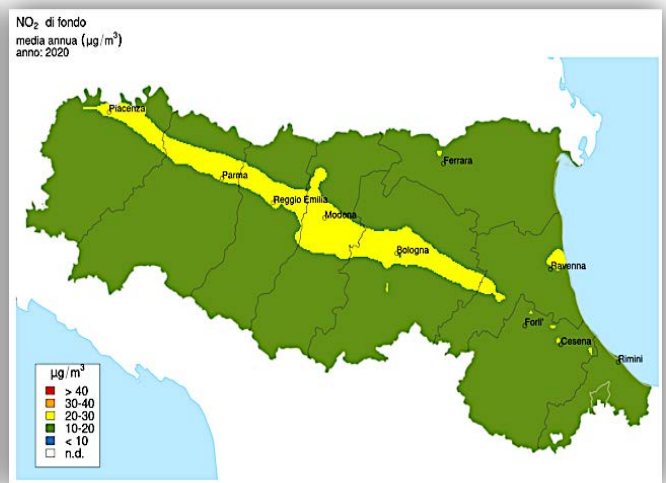 NO₂ di fondo
media annua (μg/m³)
anno: 2020
Piacenza
Parma
Reggio Emilia
Modena
Ferrara
Bologna
Ravenna
Forli'
Cesena
Rimini
μg/m³
> 40
30-40
20-30
10-20
< 10
n.d.